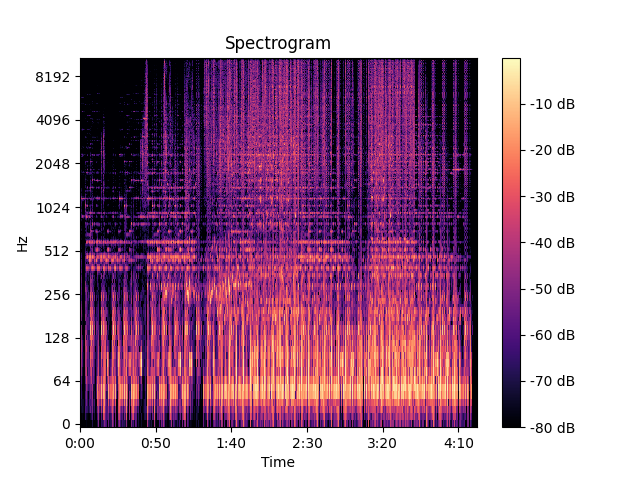 Spectrogram
8192
4096
2048
1024
512
256
128
64
0
Hz
0:00 0:50 1:40 2:30 3:20 4:10
Time
-10 dB
-20 dB
-30 dB
-40 dB
-50 dB
-60 dB
-70 dB
-80 dB